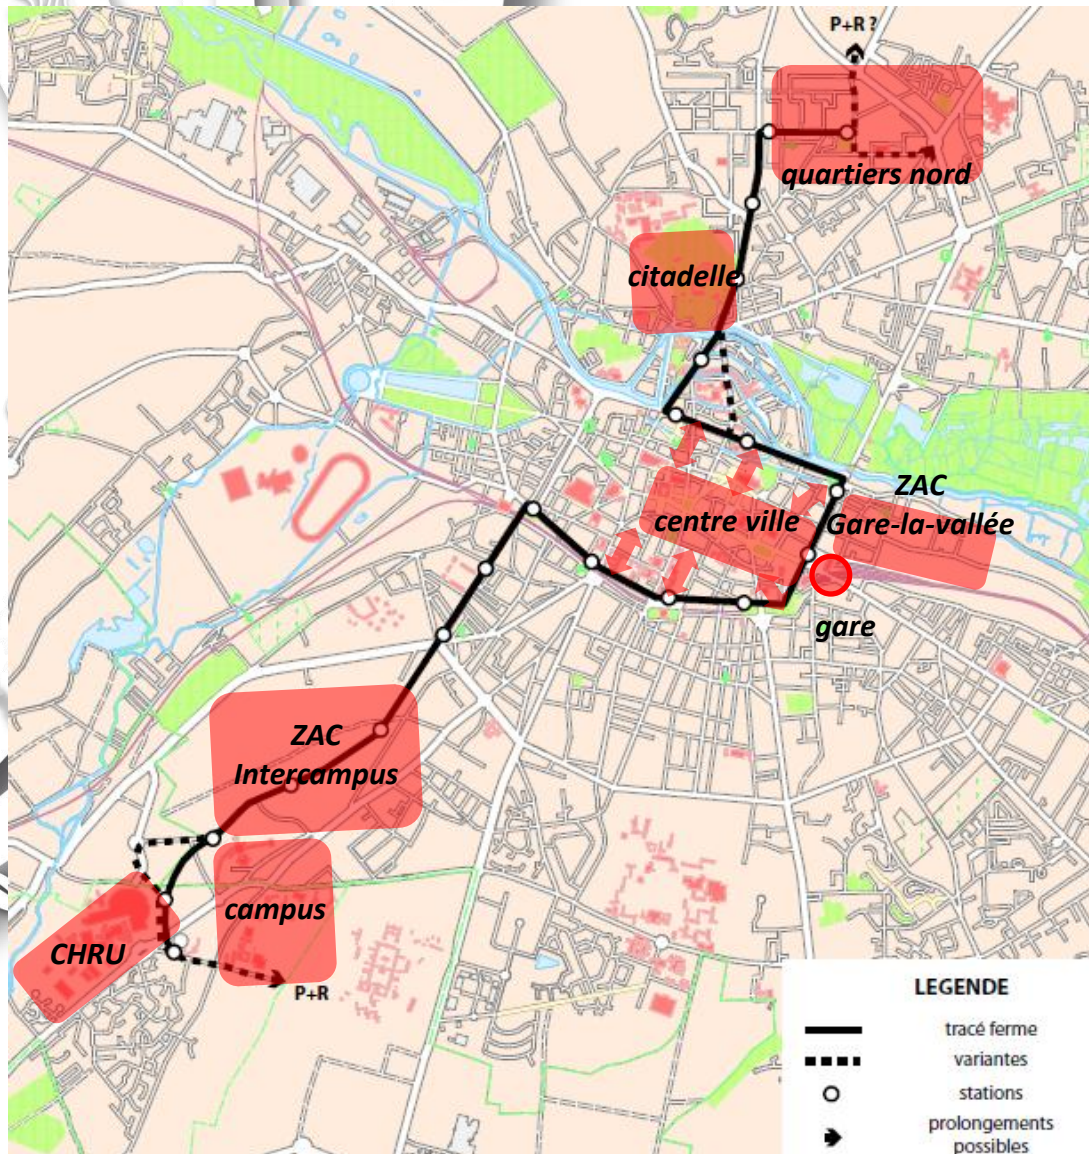 P+R ?
quartiers nord
citadelle
ZAC
Gare-la-vallée
centre ville
gare
ZAC
Intercampus
campus
CHRU
P+R
LEGENDE
tracé ferme
variantes
stations
prolongements
possibles